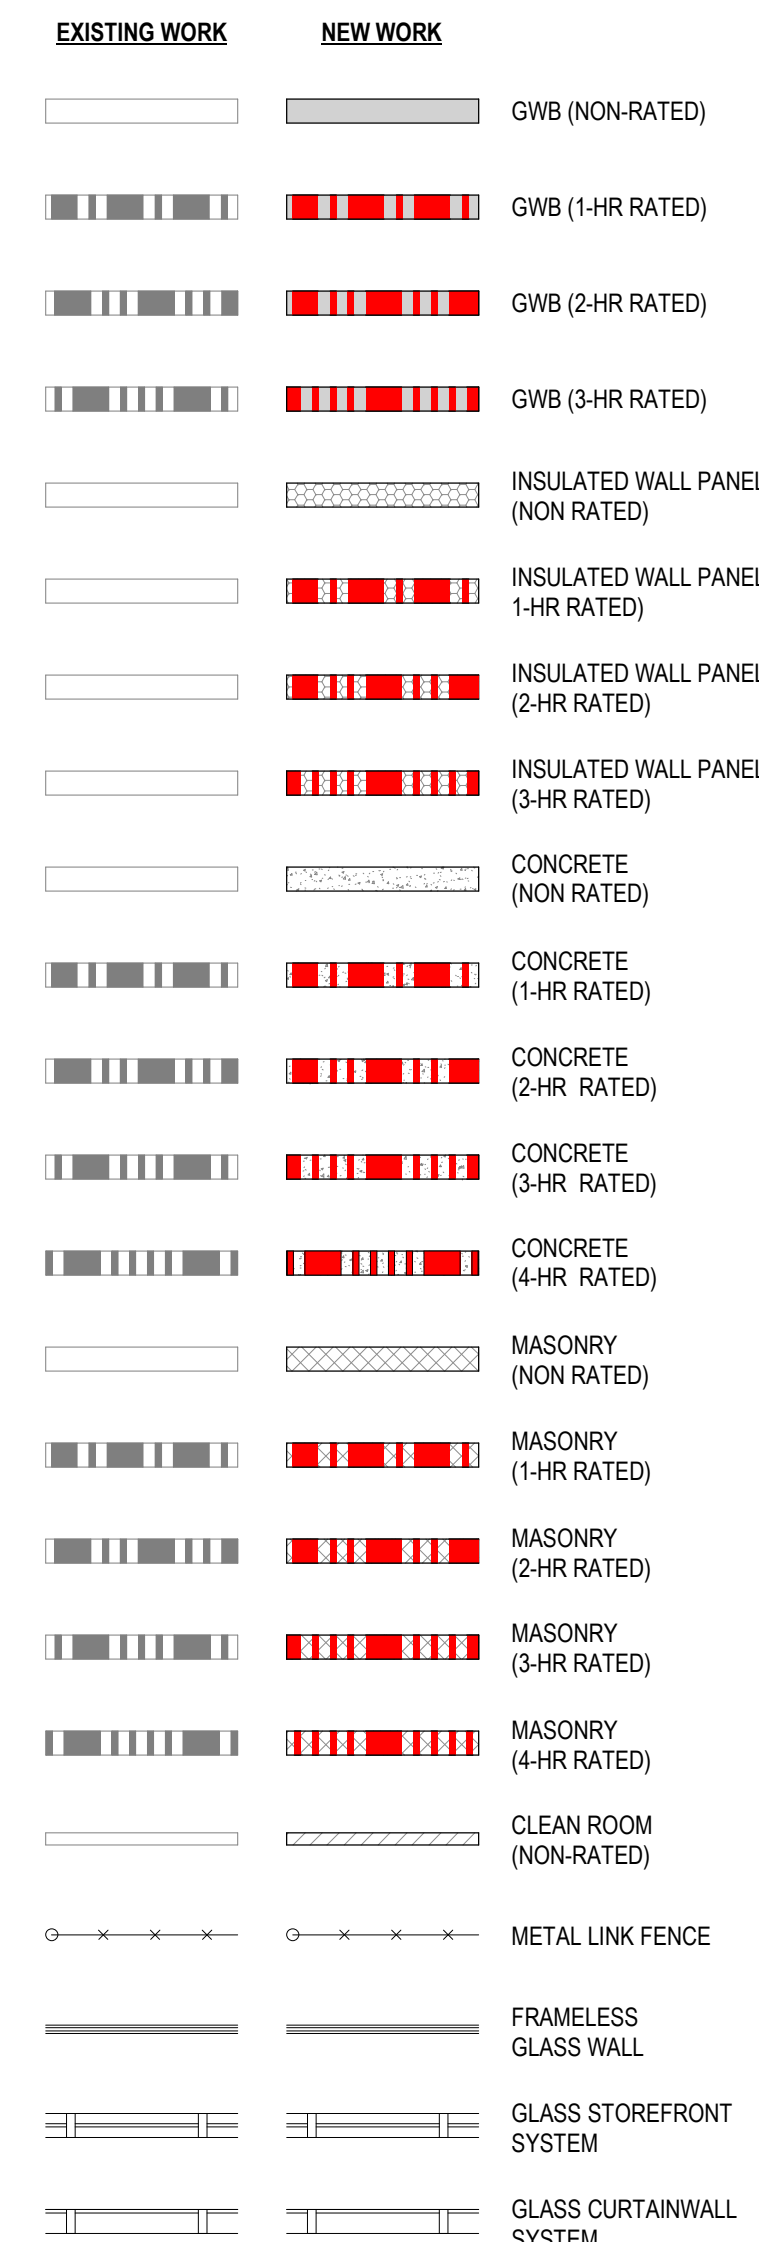 EXISTING WORK NEW WORK
GWB (NON-RATED)
GWB (1-HR RATED)
GWB (2-HR RATED)
GWB (3-HR RATED)
INSULATED WALL PANEL
(NON RATED)
INSULATED WALL PANEL
1-HR RATED)
INSULATED WALL PANEL
(2-HR RATED)
INSULATED WALL PANEL
(3-HR RATED)
CONCRETE
(NON RATED)
CONCRETE
(1-HR RATED)
CONCRETE
(2-HR RATED)
CONCRETE
(3-HR RATED)
CONCRETE
(4-HR RATED)
MASONRY
(NON RATED)
MASONRY
(1-HR RATED)
MASONRY
(2-HR RATED)
MASONRY
(3-HR RATED)
MASONRY
(4-HR RATED)
CLEAN ROOM
(NON-RATED)
METAL LINK FENCE
FRAMELESS
GLASS WALL
GLASS STOREFRONT
SYSTEM
GLASS CURTAINWALL
SYSTEM